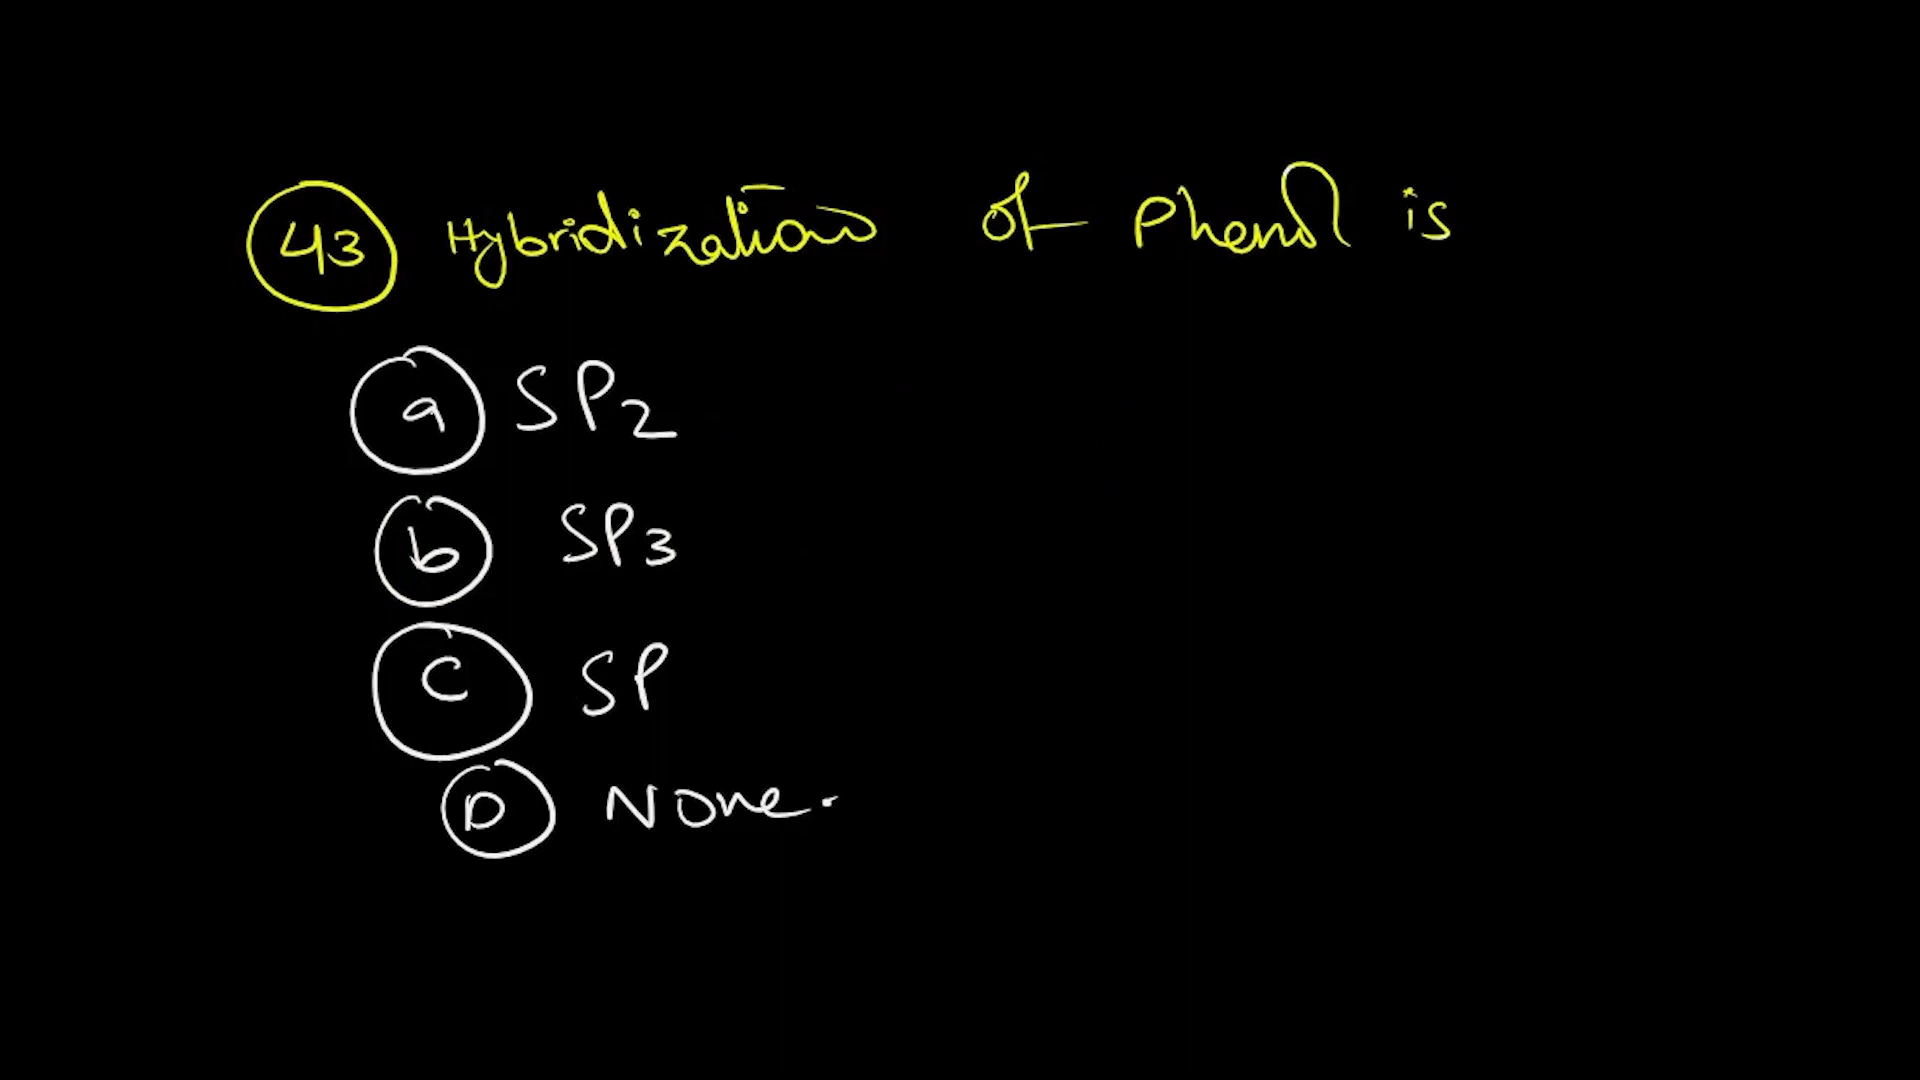 43 Hybridization of Phenol is
a SP2
b SP3
c SP
D None.